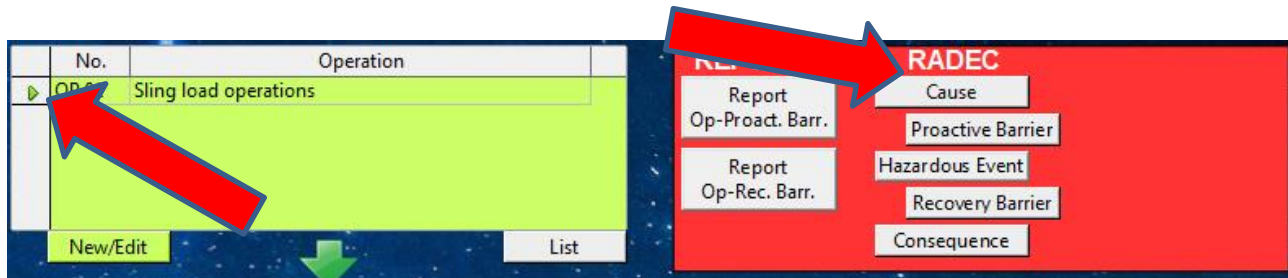 No. Operation
Sling load operations
New/Edit List
RADEC
Report
Op-Proact. Barr.
Report
Op-Rec. Barr.
Cause
Proactive Barrier
Hazardous Event
Recovery Barrier
Consequence